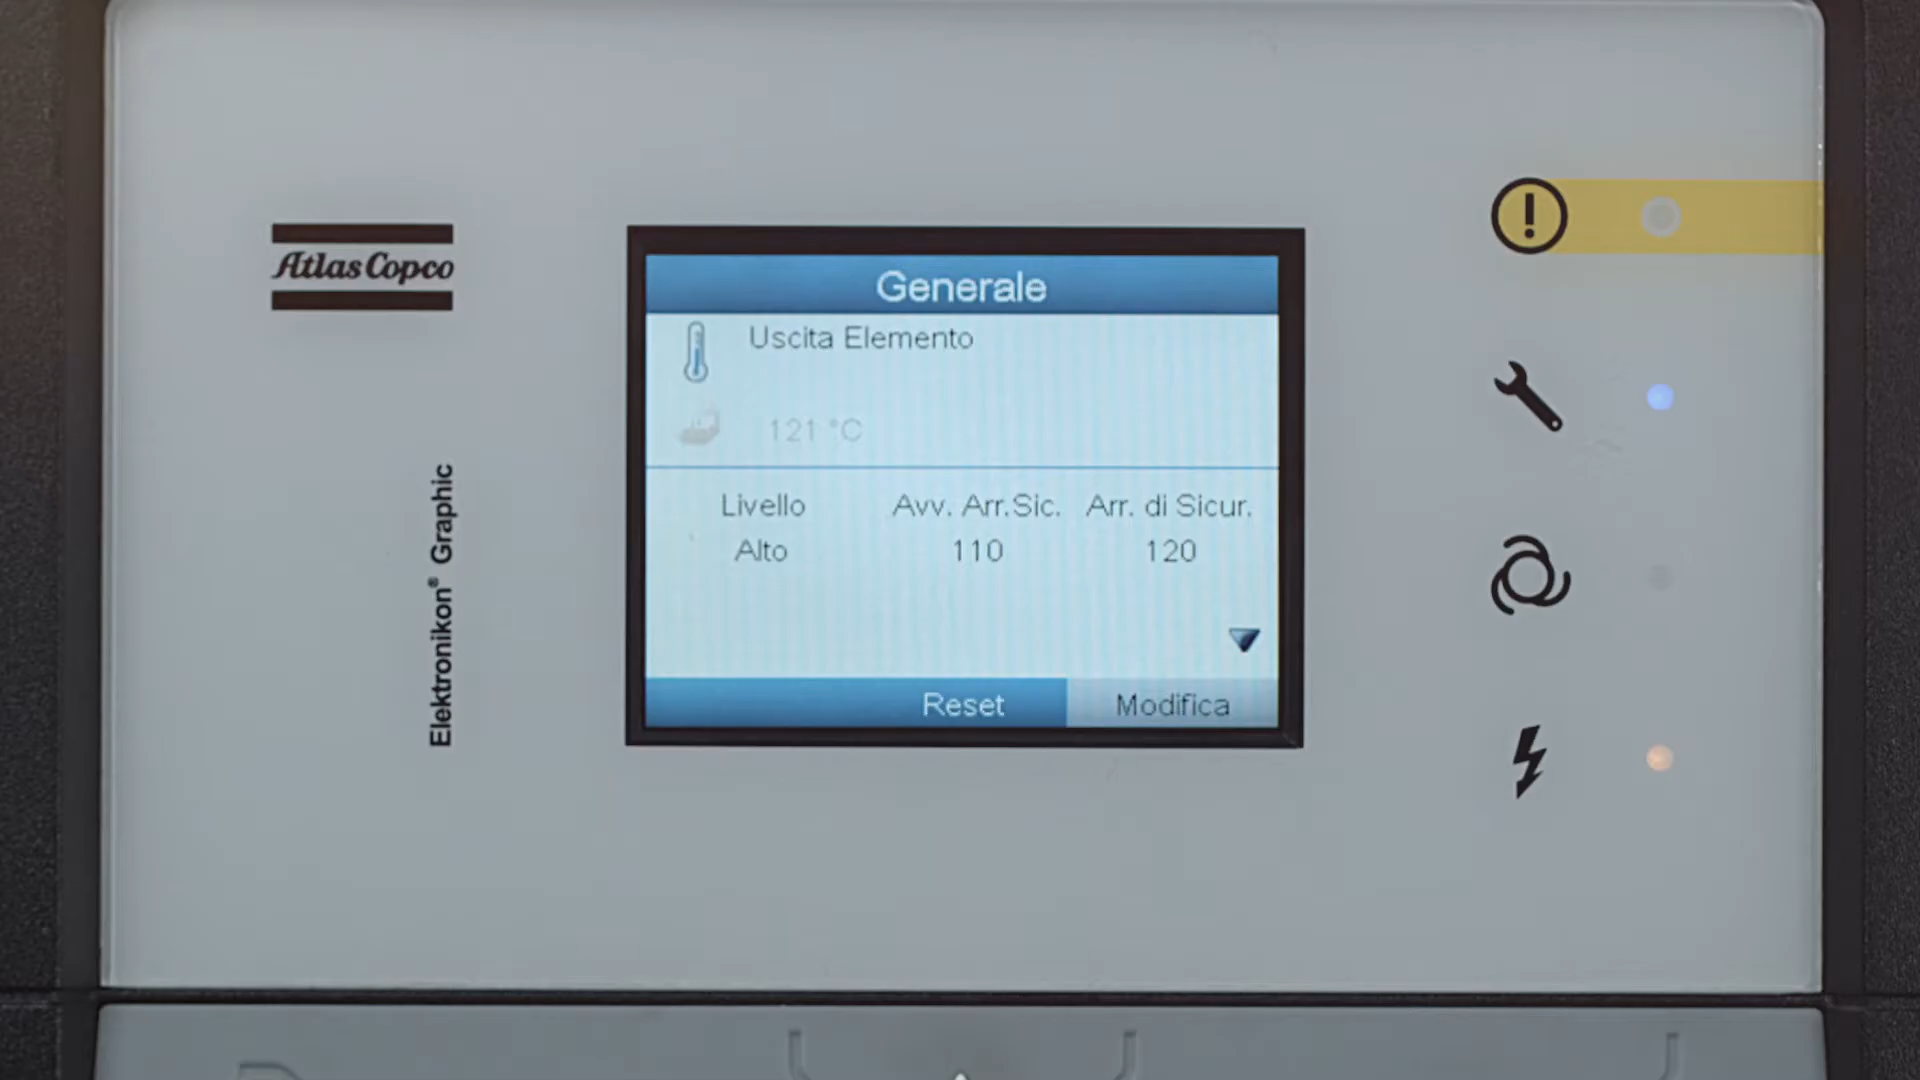 Atlas Copco
Elektronikon® Graphic
Generale
Uscita Elemento
121 °C
Livello Avv. Arr.Sic. Arr. di Sicur.
Alto 110 120
Reset Modifica